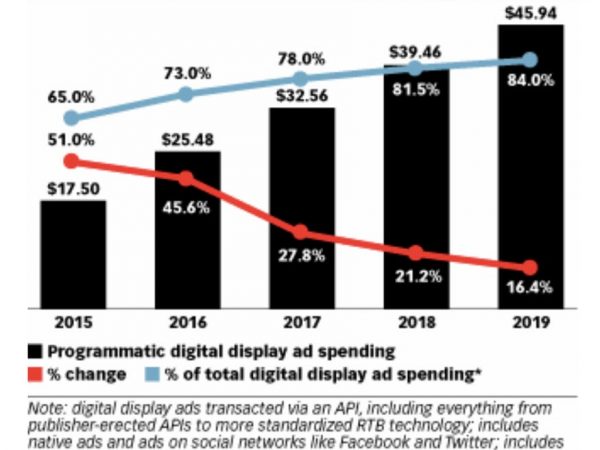 $45.94
78.0%
$39.46
73.0%
65.0%
$32.56
81.5%
84.0%
51.0%
$25.48
$17.50
45.6%
27.8%
21.2%
16.4%
2015 2016 2017 2018 2019
Programmatic digital display ad spending
% change % of total digital display ad spending*
Note: digital display ads transacted via an API, including everything from
publisher-erected APIs to more standardized RTB technology; includes
native ads and ads on social networks like Facebook and Twitter; includes